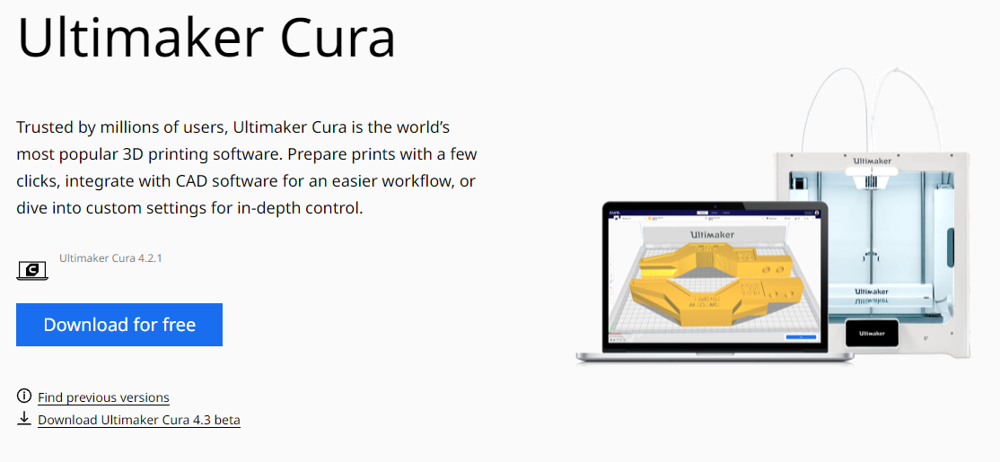 Ultimaker Cura
Trusted by millions of users, Ultimaker Cura is the world's
most popular 3D printing software. Prepare prints with a few
clicks, integrate with CAD software for an easier workflow, or
dive into custom settings for in-depth control.
Ultimaker Cura 4.2.1
Download for free
Find previous versions
Download Ultimaker Cura 4.3 beta
Ultimaker
Ultimaker
Ultimaker
Ultimaker